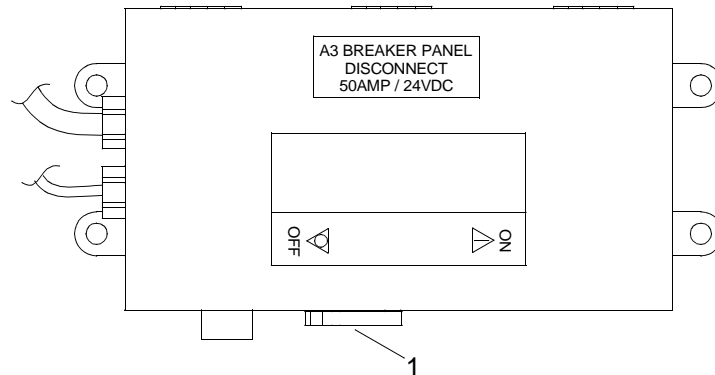 A3 BREAKER PANEL
DISCONNECT
50AMP / 24VDC
OFF
ON
1